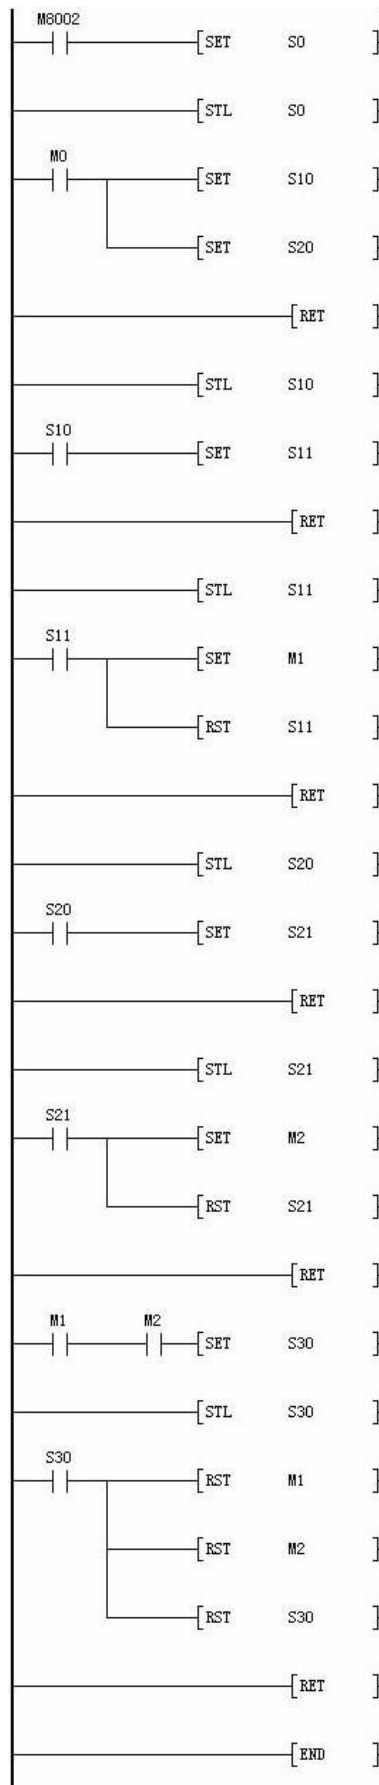 M8002
[SET S0 ]
[STL S0 ]
M0
[SET S10 ]
[SET S20 ]
[RET ]
[STL S10 ]
S10
[SET S11 ]
[RET ]
[STL S11 ]
S11
[SET M1 ]
[RST S11 ]
[RET ]
[STL S20 ]
S20
[SET S21 ]
[RET ]
[STL S21 ]
S21
[SET M2 ]
[RST S21 ]
[RET ]
M1 M2
[SET S30 ]
[STL S30 ]
S30
[RST M1 ]
[RST M2 ]
[RST S30 ]
[RET ]
[END ]